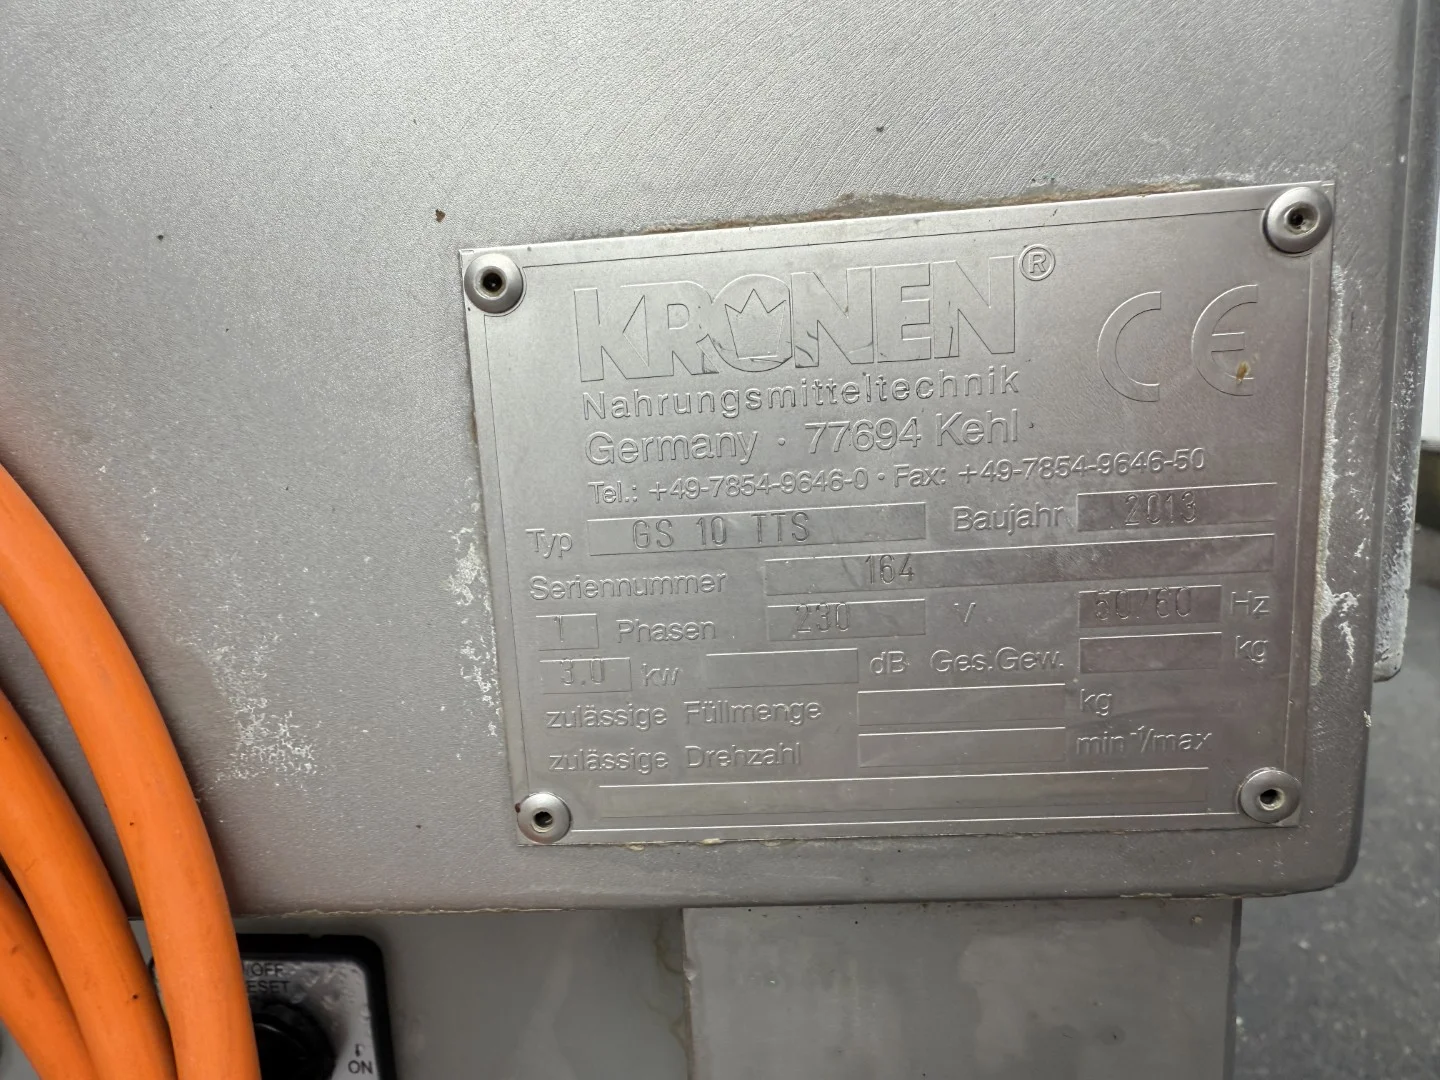 KRONEN®
CE
Nahrungsmitteltechnik
Germany · 77694 Kehl
Tel.: +49-7854-9646-0 · Fax: +49-7854-9646-50
Typ GS 10 TTS Baujahr 2013
Seriennummer 164
1 Phasen 230 V 50/60 Hz
3.0 kw dB Ges.Gew. kg
zulässige Füllmenge kg
zulässige Drehzahl min⁻¹/max
/OFF
ESET
ON